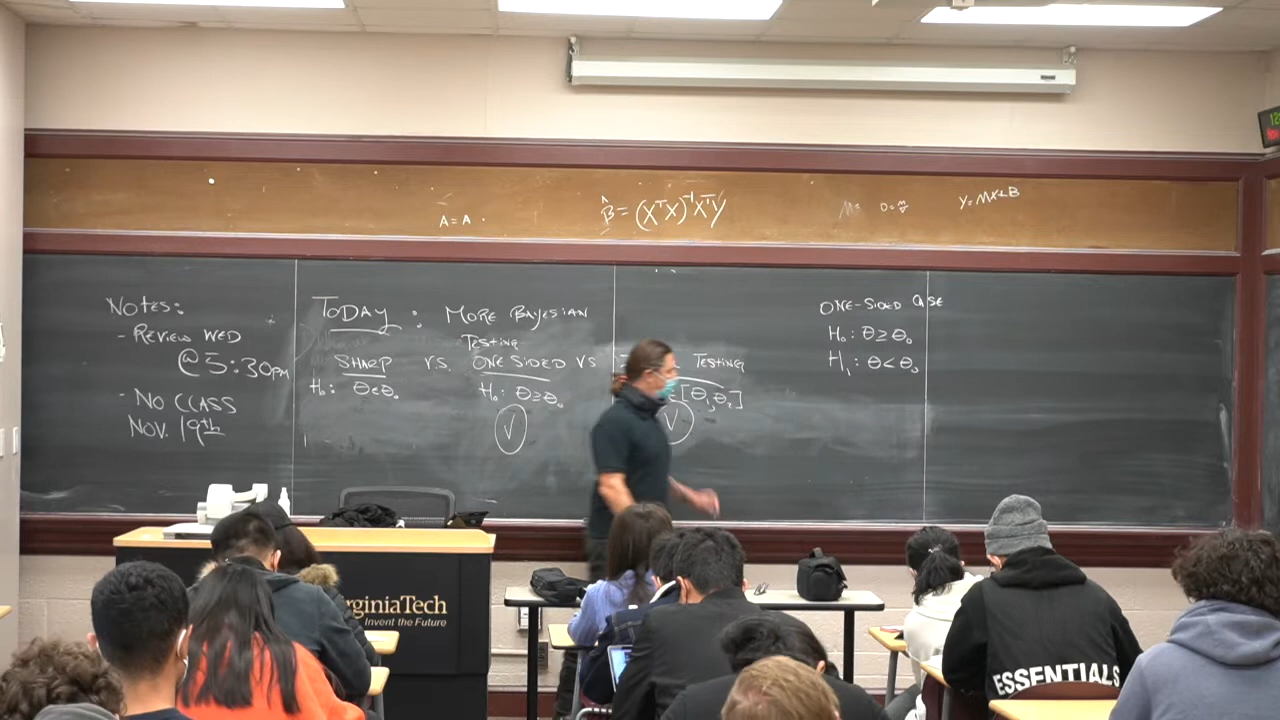 A = A .
B̂ = (XᵀX)⁻¹XᵀY
Y = MX + B
NOTES:
- REVIEW WED
@ 5:30PM
- NO CLASS
NOV. 19th
TODAY : MORE BAYESIAN
TESTING
SHARP VS. ONE SIDED VS TESTING
H₀: H₀: θ≥θ₀ [θ₁,θ₂]
ONE-SIDED CASE
H₀: θ≥θ₀
H₁: θ<θ₀
rginiaTech
Invent the Future
ESSENTIALS